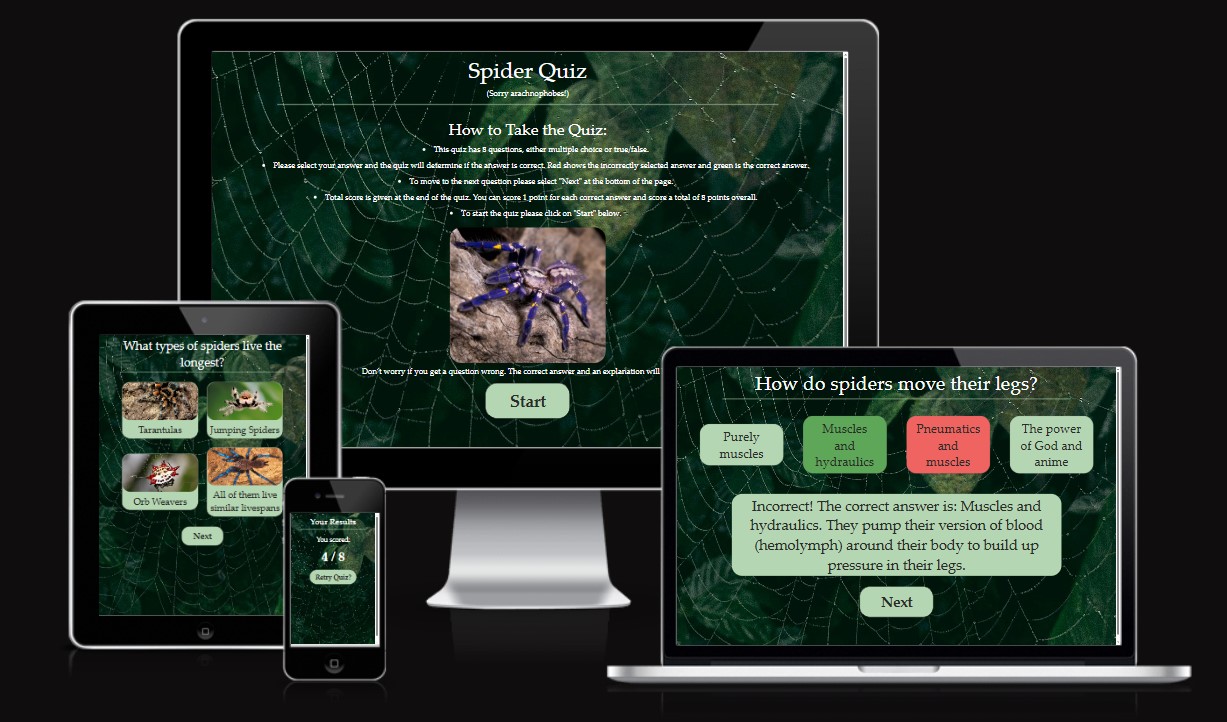 Spider Quiz
(Sorry arachnophobes!)
How to Take the Quiz:
• This quiz has 8 questions, either multiple choice or true/false.
• Please select your answer and the quiz will determine if the answer is correct. Red shows the incorrectly selected answer and green is the correct answer.
• To move to the next question please select "Next" at the bottom of the page.
• Total score is given at the end of the quiz. You can score 1 point for each correct answer and score a total of 8 points overall.
• To start the quiz please click on "Start" below.
Don't worry if you get a question wrong. The correct answer and an explanation will
Start
What types of spiders live the
longest?
Tarantulas
Jumping Spiders
Orb Weavers
All of them live
similar livespans
Next
Your Results
You scored:
4 / 8
Retry Quiz?
How do spiders move their legs?
Purely
muscles
Muscles
and
hydraulics
Pneumatics
and
muscles
The power
of God and
anime
Incorrect! The correct answer is: Muscles and
hydraulics. They pump their version of blood
(hemolymph) around their body to build up
pressure in their legs.
Next